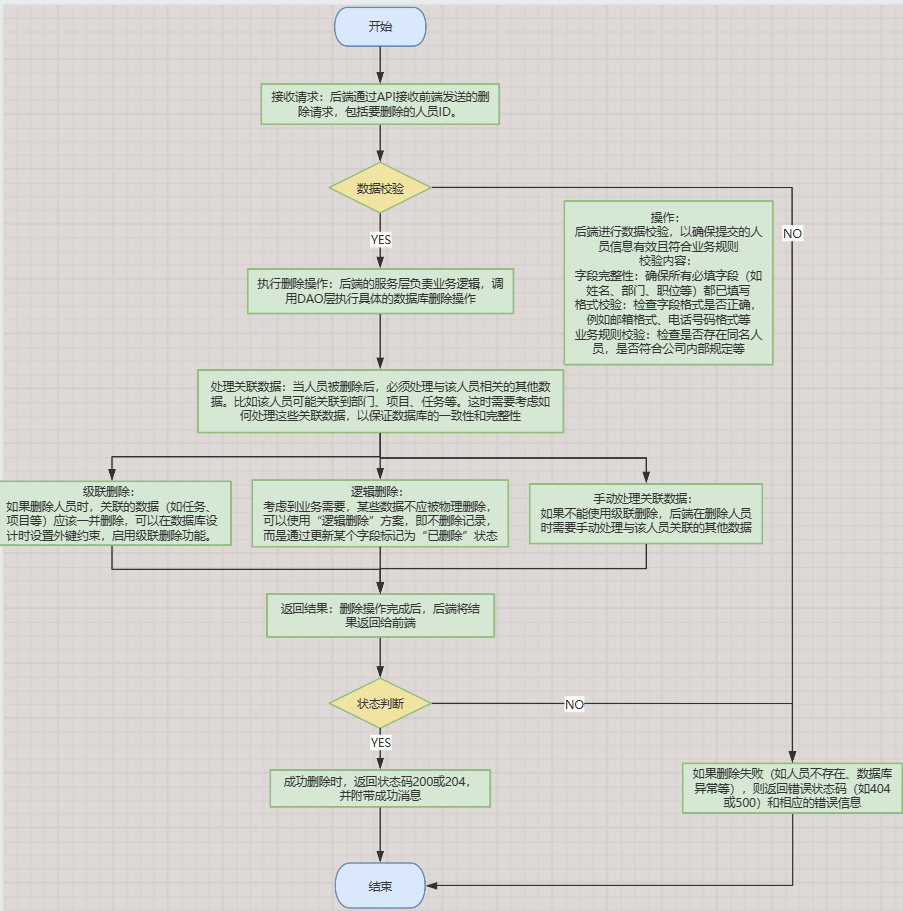 开始
接收请求：后端通过API接收前端发送的删
除请求，包括要删除的人员ID。
数据校验
YES
NO
操作：
后端进行数据校验，以确保提交的人
员信息有效且符合业务规则
校验内容：
字段完整性：确保所有必填字段（如
姓名、部门、职位等）都已填写
格式校验：检查字段格式是否正确，
例如邮箱格式、电话号码格式等
业务规则校验：检查是否存在同名人
员，是否符合公司内部规定等
执行删除操作：后端的服务层负责业务逻辑，调
用DAO层执行具体的数据库删除操作
处理关联数据：当人员被删除后，必须处理与该人员相关的其他数
据。比如该人员可能关联到部门、项目、任务等。这时需要考虑如
何处理这些关联数据，以保证数据库的一致性和完整性
级联删除：
如果删除人员时，关联的数据（如任务、
项目等）应该一并删除，可以在数据库设
计时设置外键约束，启用级联删除功能。
逻辑删除：
考虑到业务需要，某些数据不应被物理删除，
可以使用“逻辑删除”方案，即不删除记录，
而是通过更新某个字段标记为“已删除”状态
手动处理关联数据：
如果不能使用级联删除，后端在删除人员
时需要手动处理与该人员关联的其他数据
返回结果：删除操作完成后，后端将结
果返回给前端
状态判断
NO
YES
成功删除时，返回状态码200或204，
并附带成功消息
如果删除失败（如人员不存在、数据库
异常等），则返回错误状态码（如404
或500）和相应的错误信息
结束